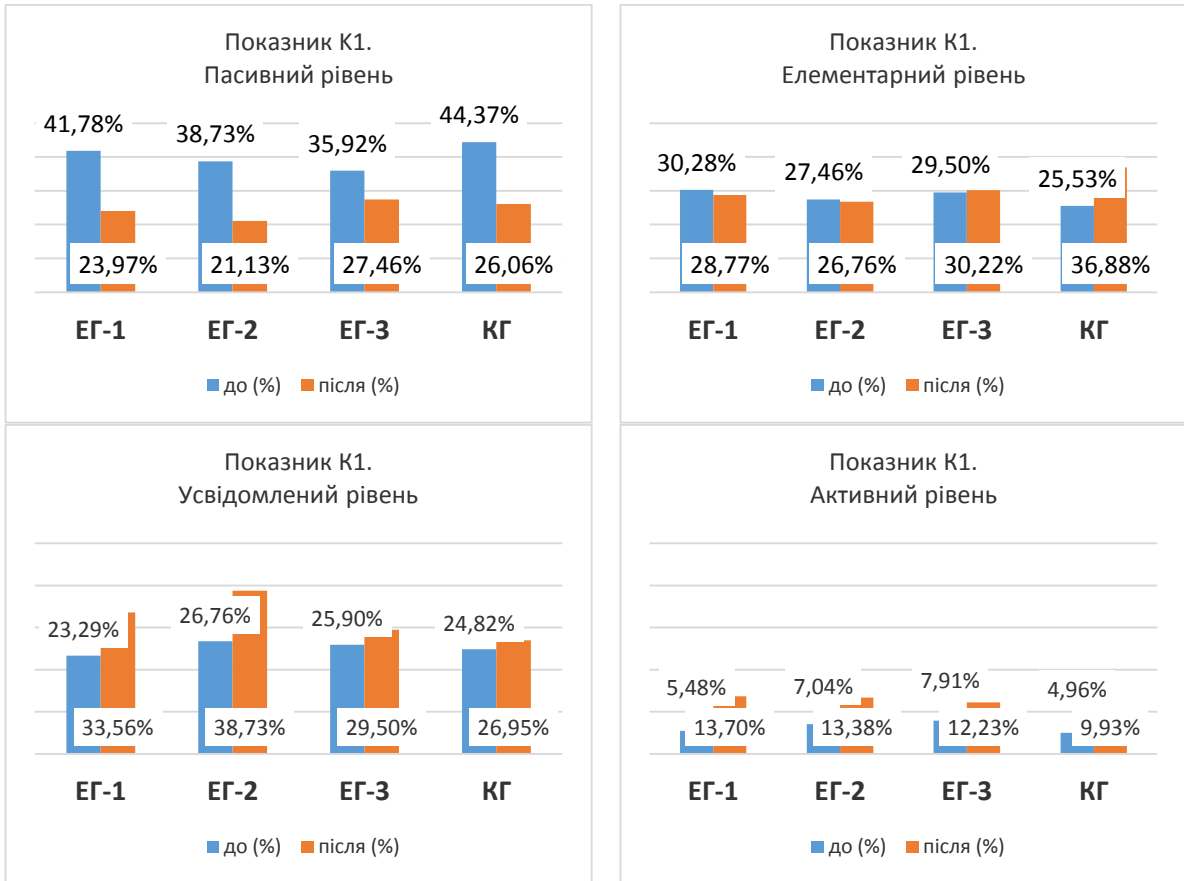 Показник К1.
Пасивний рівень
41,78%
38,73%
35,92%
44,37%
23,97%
21,13%
27,46%
26,06%
ЕГ-1
ЕГ-2
ЕГ-3
КГ
до (%)
після (%)
Показник К1.
Елементарний рівень
30,28%
27,46%
29,50%
25,53%
28,77%
26,76%
30,22%
36,88%
ЕГ-1
ЕГ-2
ЕГ-3
КГ
до (%)
після (%)
Показник К1.
Усвідомлений рівень
23,29%
26,76%
25,90%
24,82%
33,56%
38,73%
29,50%
26,95%
ЕГ-1
ЕГ-2
ЕГ-3
КГ
до (%)
після (%)
Показник К1.
Активний рівень
5,48%
7,04%
7,91%
4,96%
13,70%
13,38%
12,23%
9,93%
ЕГ-1
ЕГ-2
ЕГ-3
КГ
до (%)
після (%)